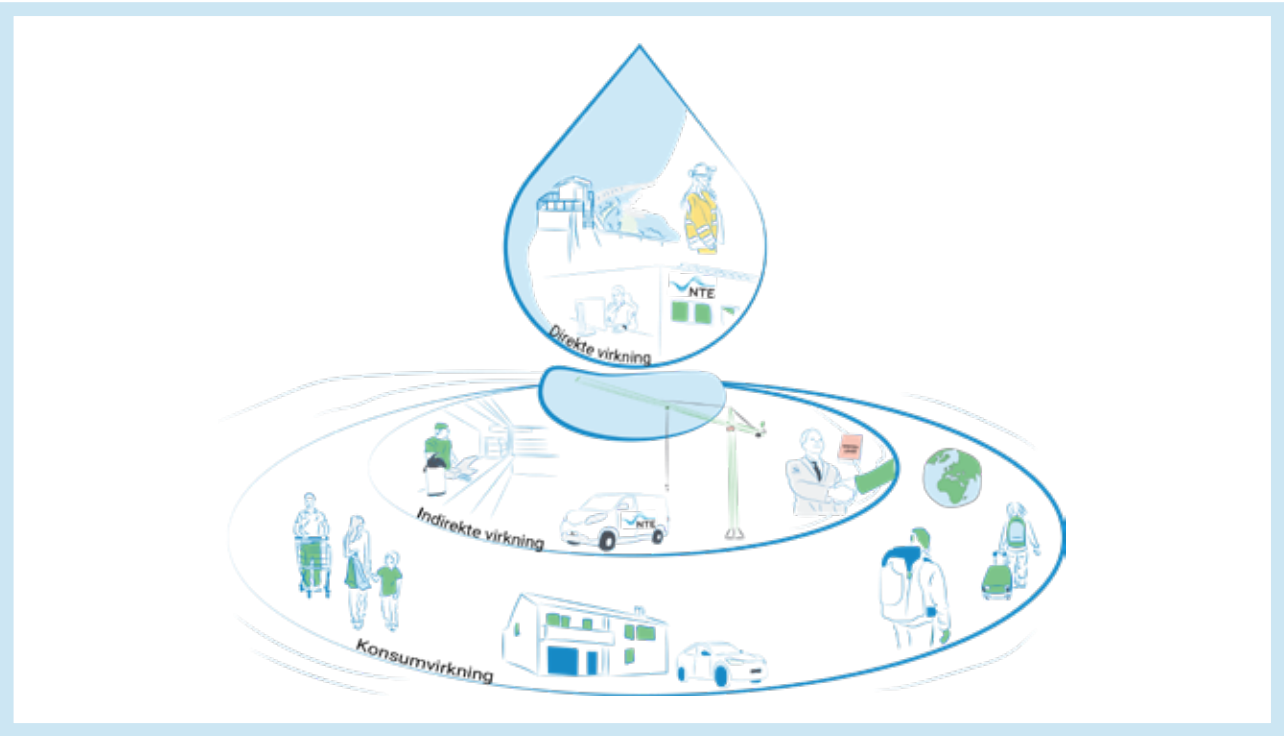 NTE
Direkte virkning
NTE
Indirekte virkning
Konsumvirkning